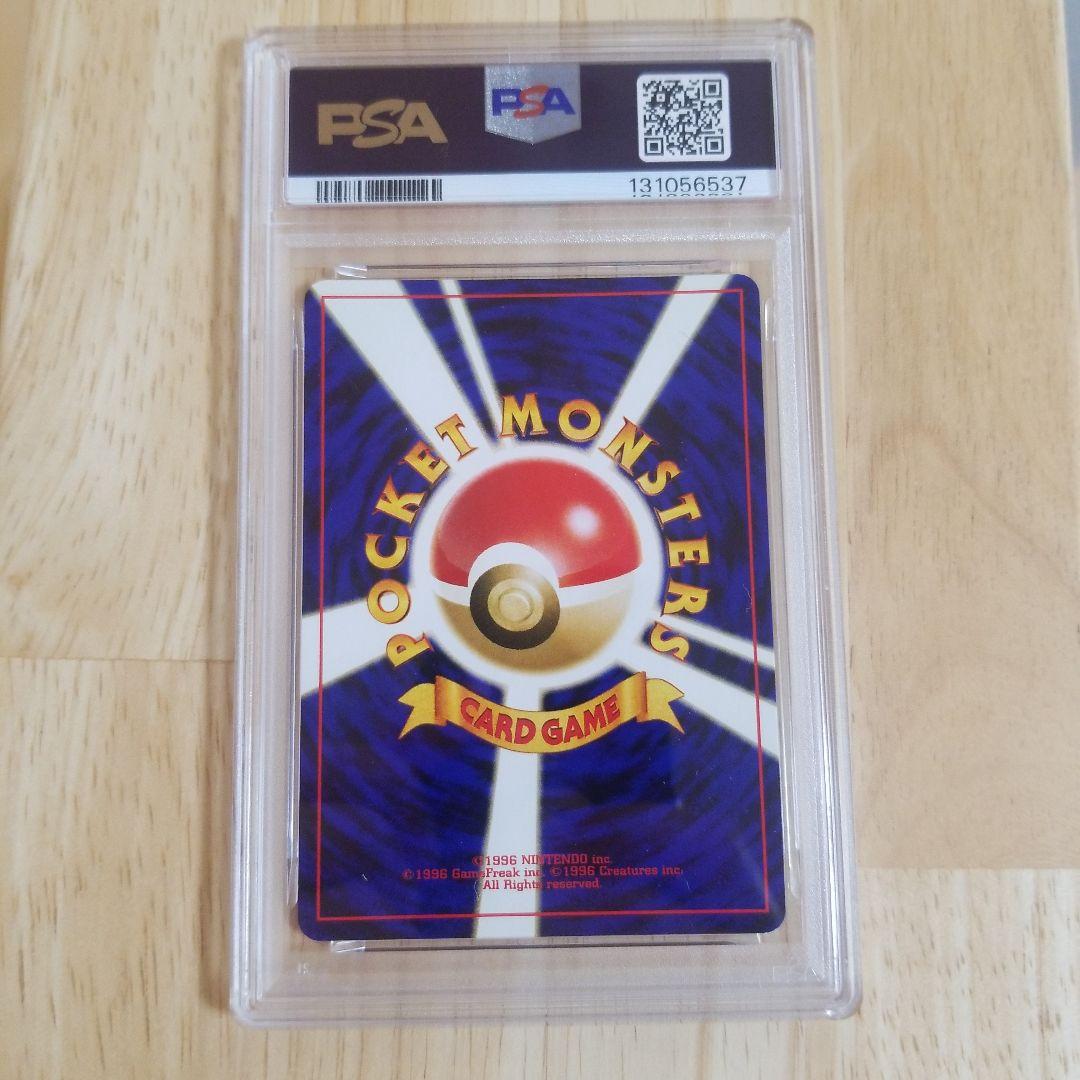 PSA
PSA
131056537
POCKET MONSTERS
CARD GAME
©1996 NINTENDO inc.
©1996 GameFreak inc. ©1996 Creatures inc.
All Rights reserved.